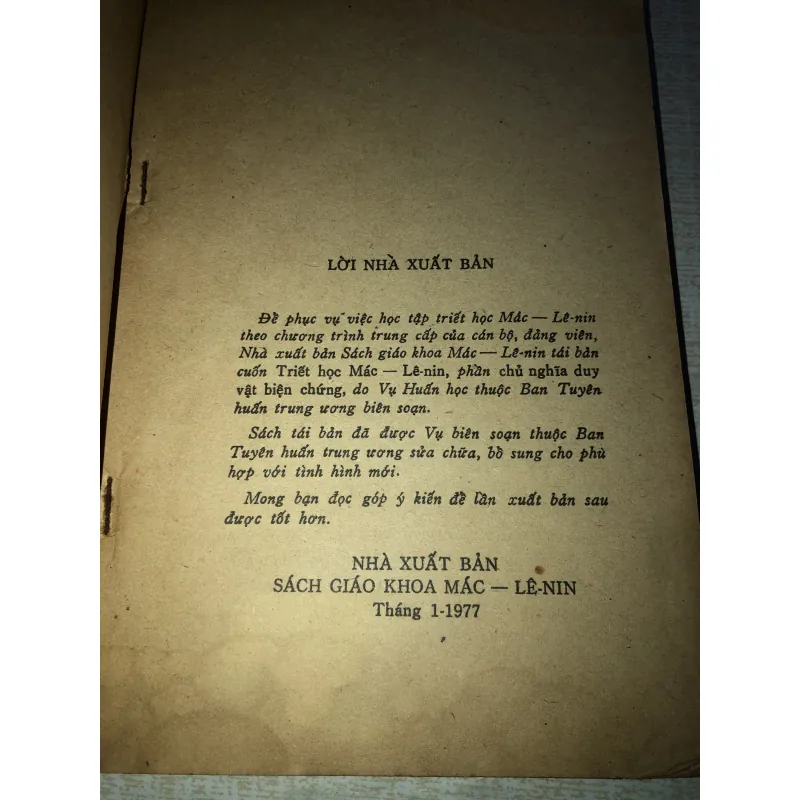 LỜI NHÀ XUẤT BẢN
Để phục vụ việc học tập triết học Mác — Lê-nin
theo chương trình trung cấp của cán bộ, đảng viên,
Nhà xuất bản Sách giáo khoa Mác — Lê-nin tái bản
cuốn Triết học Mác — Lê-nin, phần chủ nghĩa duy
vật biện chứng, do Vụ Huấn học thuộc Ban Tuyên
huấn trung ương biên soạn.
Sách tái bản đã được Vụ biên soạn thuộc Ban
Tuyên huấn trung ương sửa chữa, bổ sung cho phù
hợp với tình hình mới.
Mong bạn đọc góp ý kiến để lần xuất bản sau
được tốt hơn.
NHÀ XUẤT BẢN
SÁCH GIÁO KHOA MÁC — LÊ-NIN
Tháng 1-1977